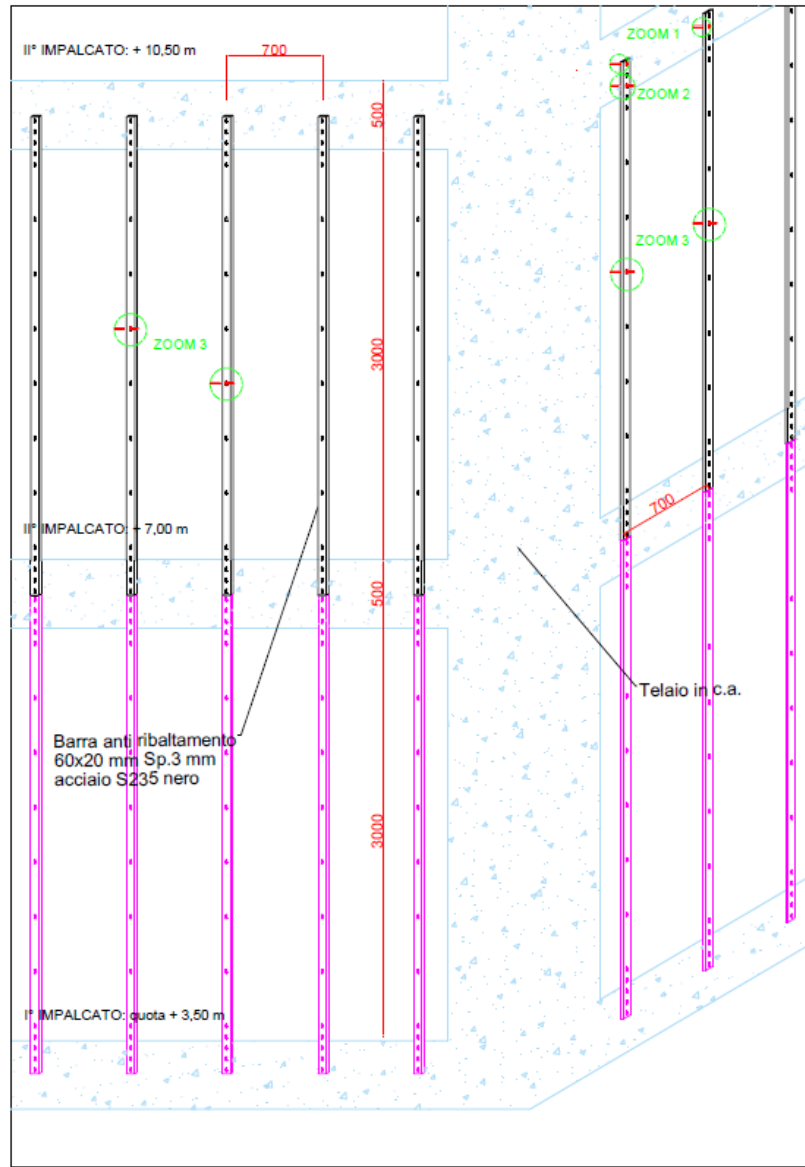 II° IMPALCATO: + 10,50 m
700
ZOOM 1
ZOOM 2
500
ZOOM 3
ZOOM 3
3000
700
II° IMPALCATO: + 7,00 m
500
Telaio in c.a.
Barra anti ribaltamento
60x20 mm Sp.3 mm
acciaio S235 nero
3000
I° IMPALCATO: quota + 3,50 m